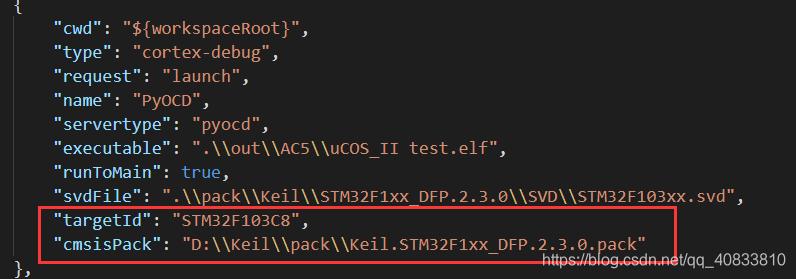 {
"cwd": "${workspaceRoot}",
"type": "cortex-debug",
"request": "launch",
"name": "PyOCD",
"servertype": "pyocd",
"executable": ".\\out\\AC5\\uCOS_II test.elf",
"runToMain": true,
"svdFile": ".\\pack\\Keil\\STM32F1xx_DFP.2.3.0\\SVD\\STM32F103xx.svd",
"targetId": "STM32F103C8",
"cmsisPack": "D:\\Keil\\pack\\Keil.STM32F1xx_DFP.2.3.0.pack"
https://blog.csdn.net/qq_40833810
},